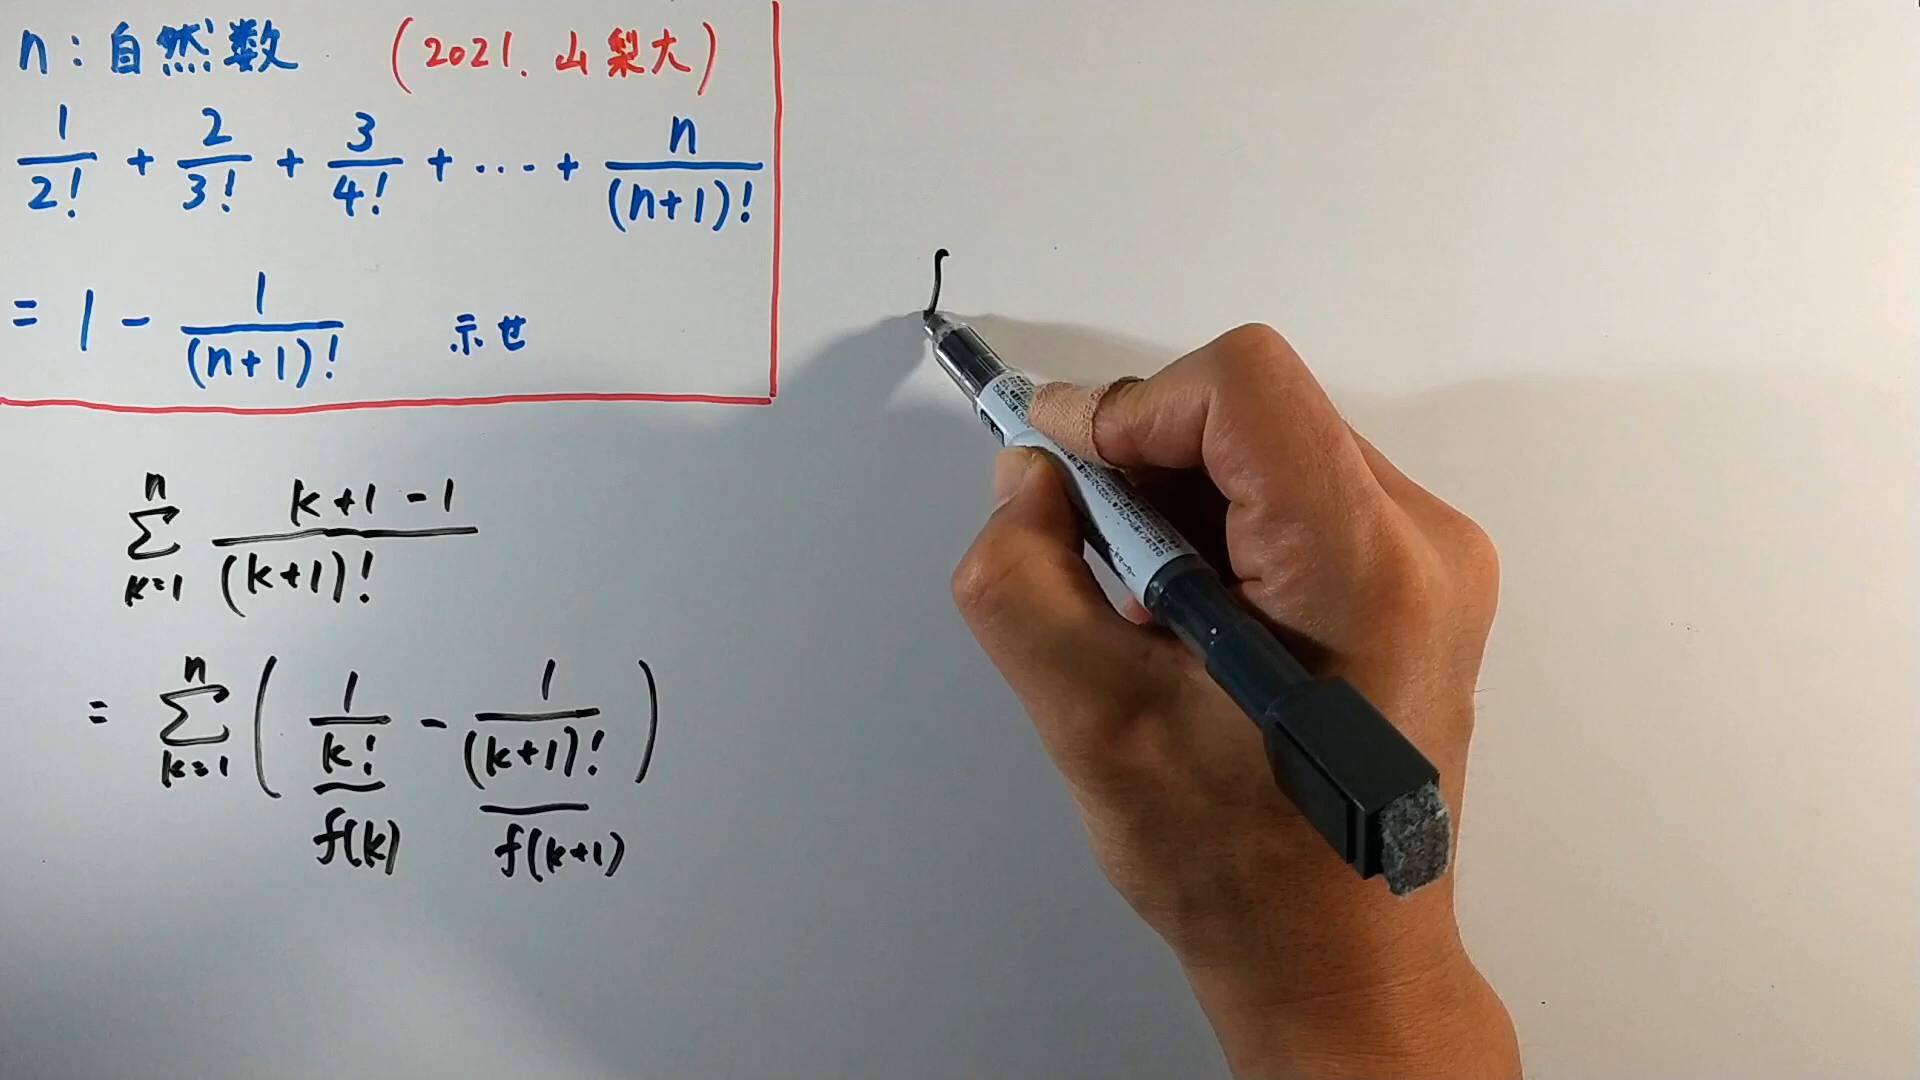 n:自然数 (2021. 山梨大)
1/2! + 2/3! + 3/4! + ・・・ + n/(n+1)!
= 1 - 1/(n+1)! 示せ
n Σ k=1 (k+1-1)/(k+1)!
= n Σ k=1 ( 1/k! - 1/(k+1)! )
f(k) f(k+1)